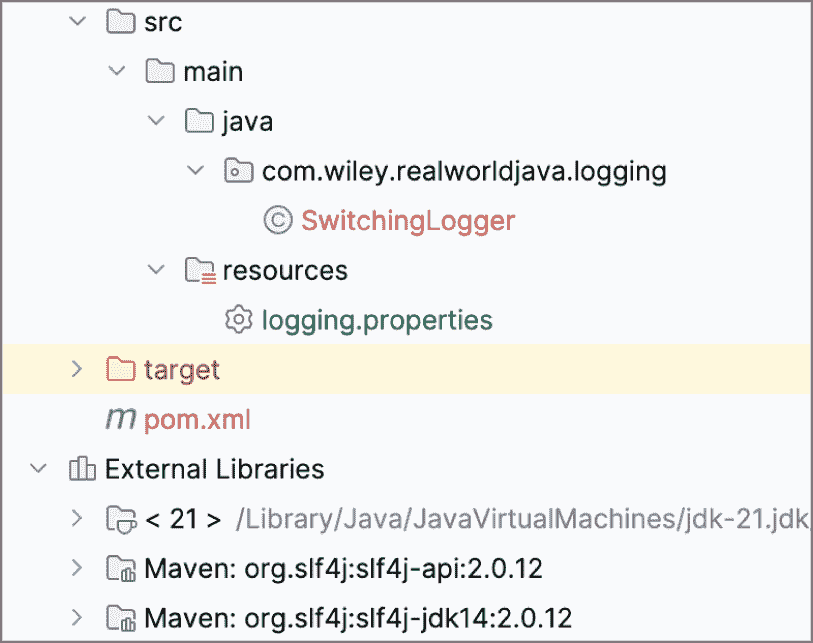 src
main
java
com.wiley.realworldjava.logging
C SwitchingLogger
resources
logging.properties
target
m pom.xml
External Libraries
< 21 > /Library/Java/JavaVirtualMachines/jdk-21.jdk
Maven: org.slf4j:slf4j-api:2.0.12
Maven: org.slf4j:slf4j-jdk14:2.0.12